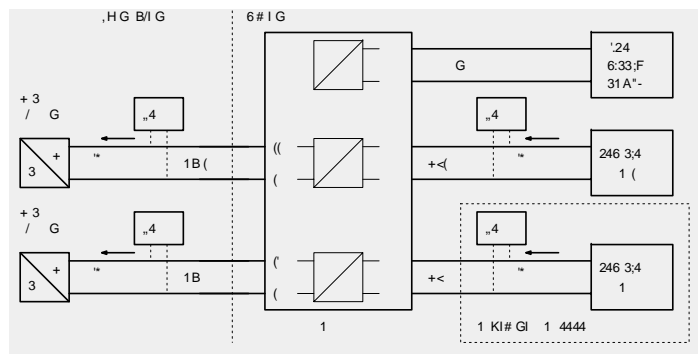 ,H G B/I G
6 # I G
'.24
6:33;F
31A"-
G
+ 3
/ G
„4
„4
+
3
'*
1B (
((
(
+<(
'*
246 3;4
1 (
+ 3
/ G
„4
„4
+
3
'*
1B
('
(
+<
'*
246 3;4
1
1
1 KI# GI 1 4444